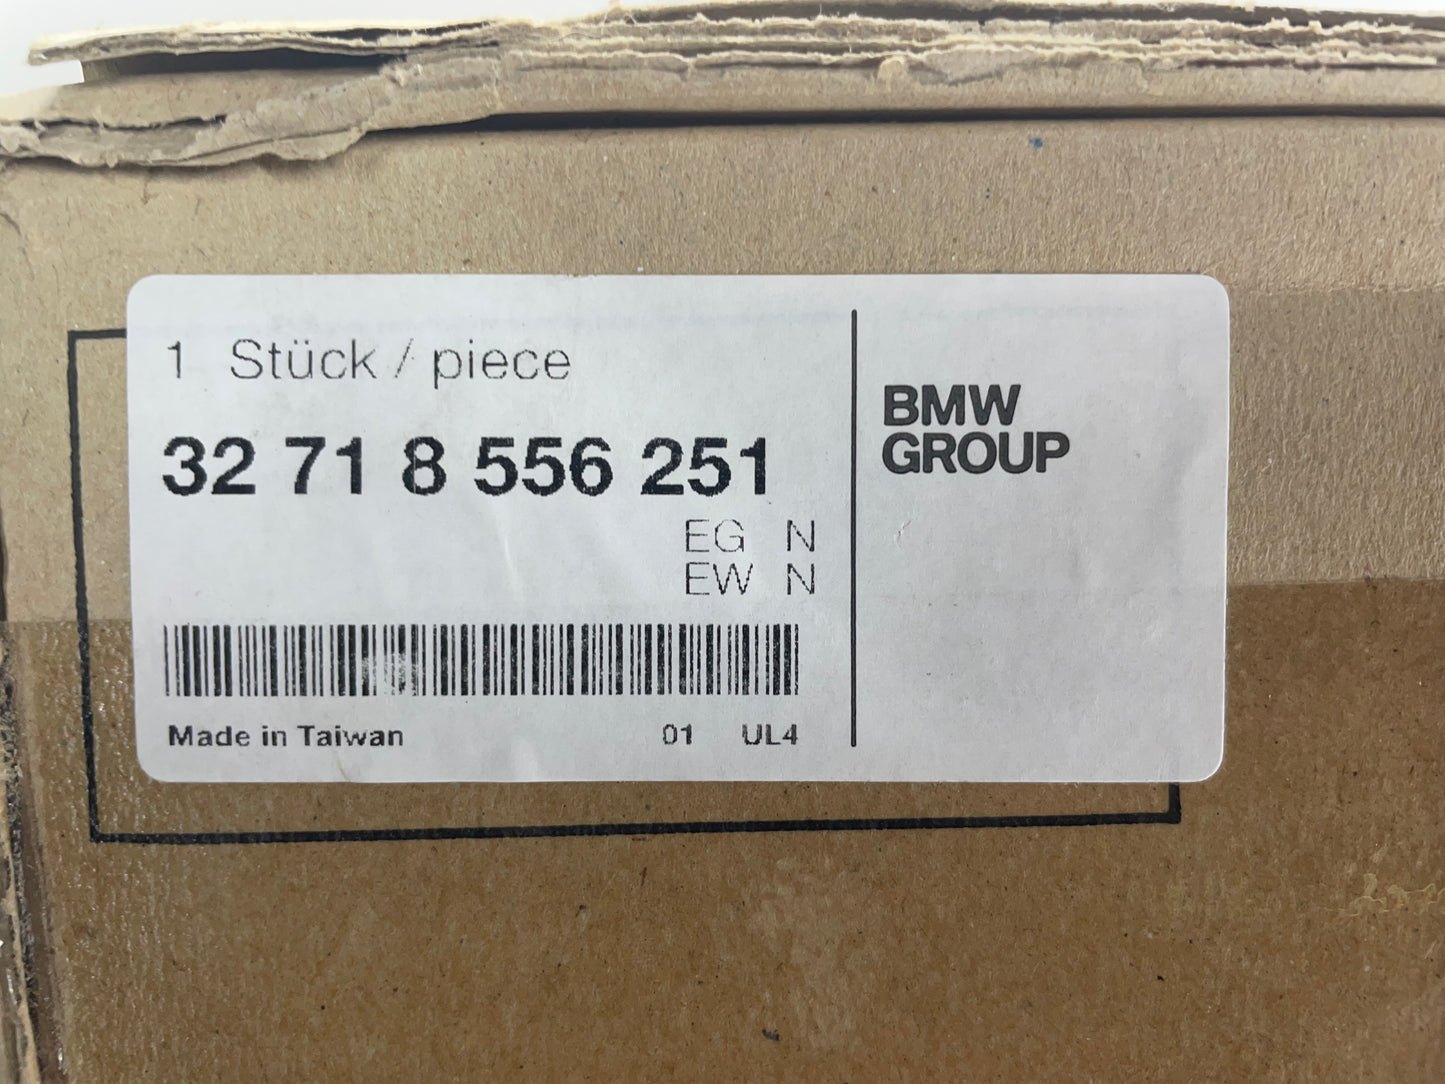 1 Stück / piece
32 71 8 556 251
EG N
EW N
Made in Taiwan 01 UL4
BMW
GROUP